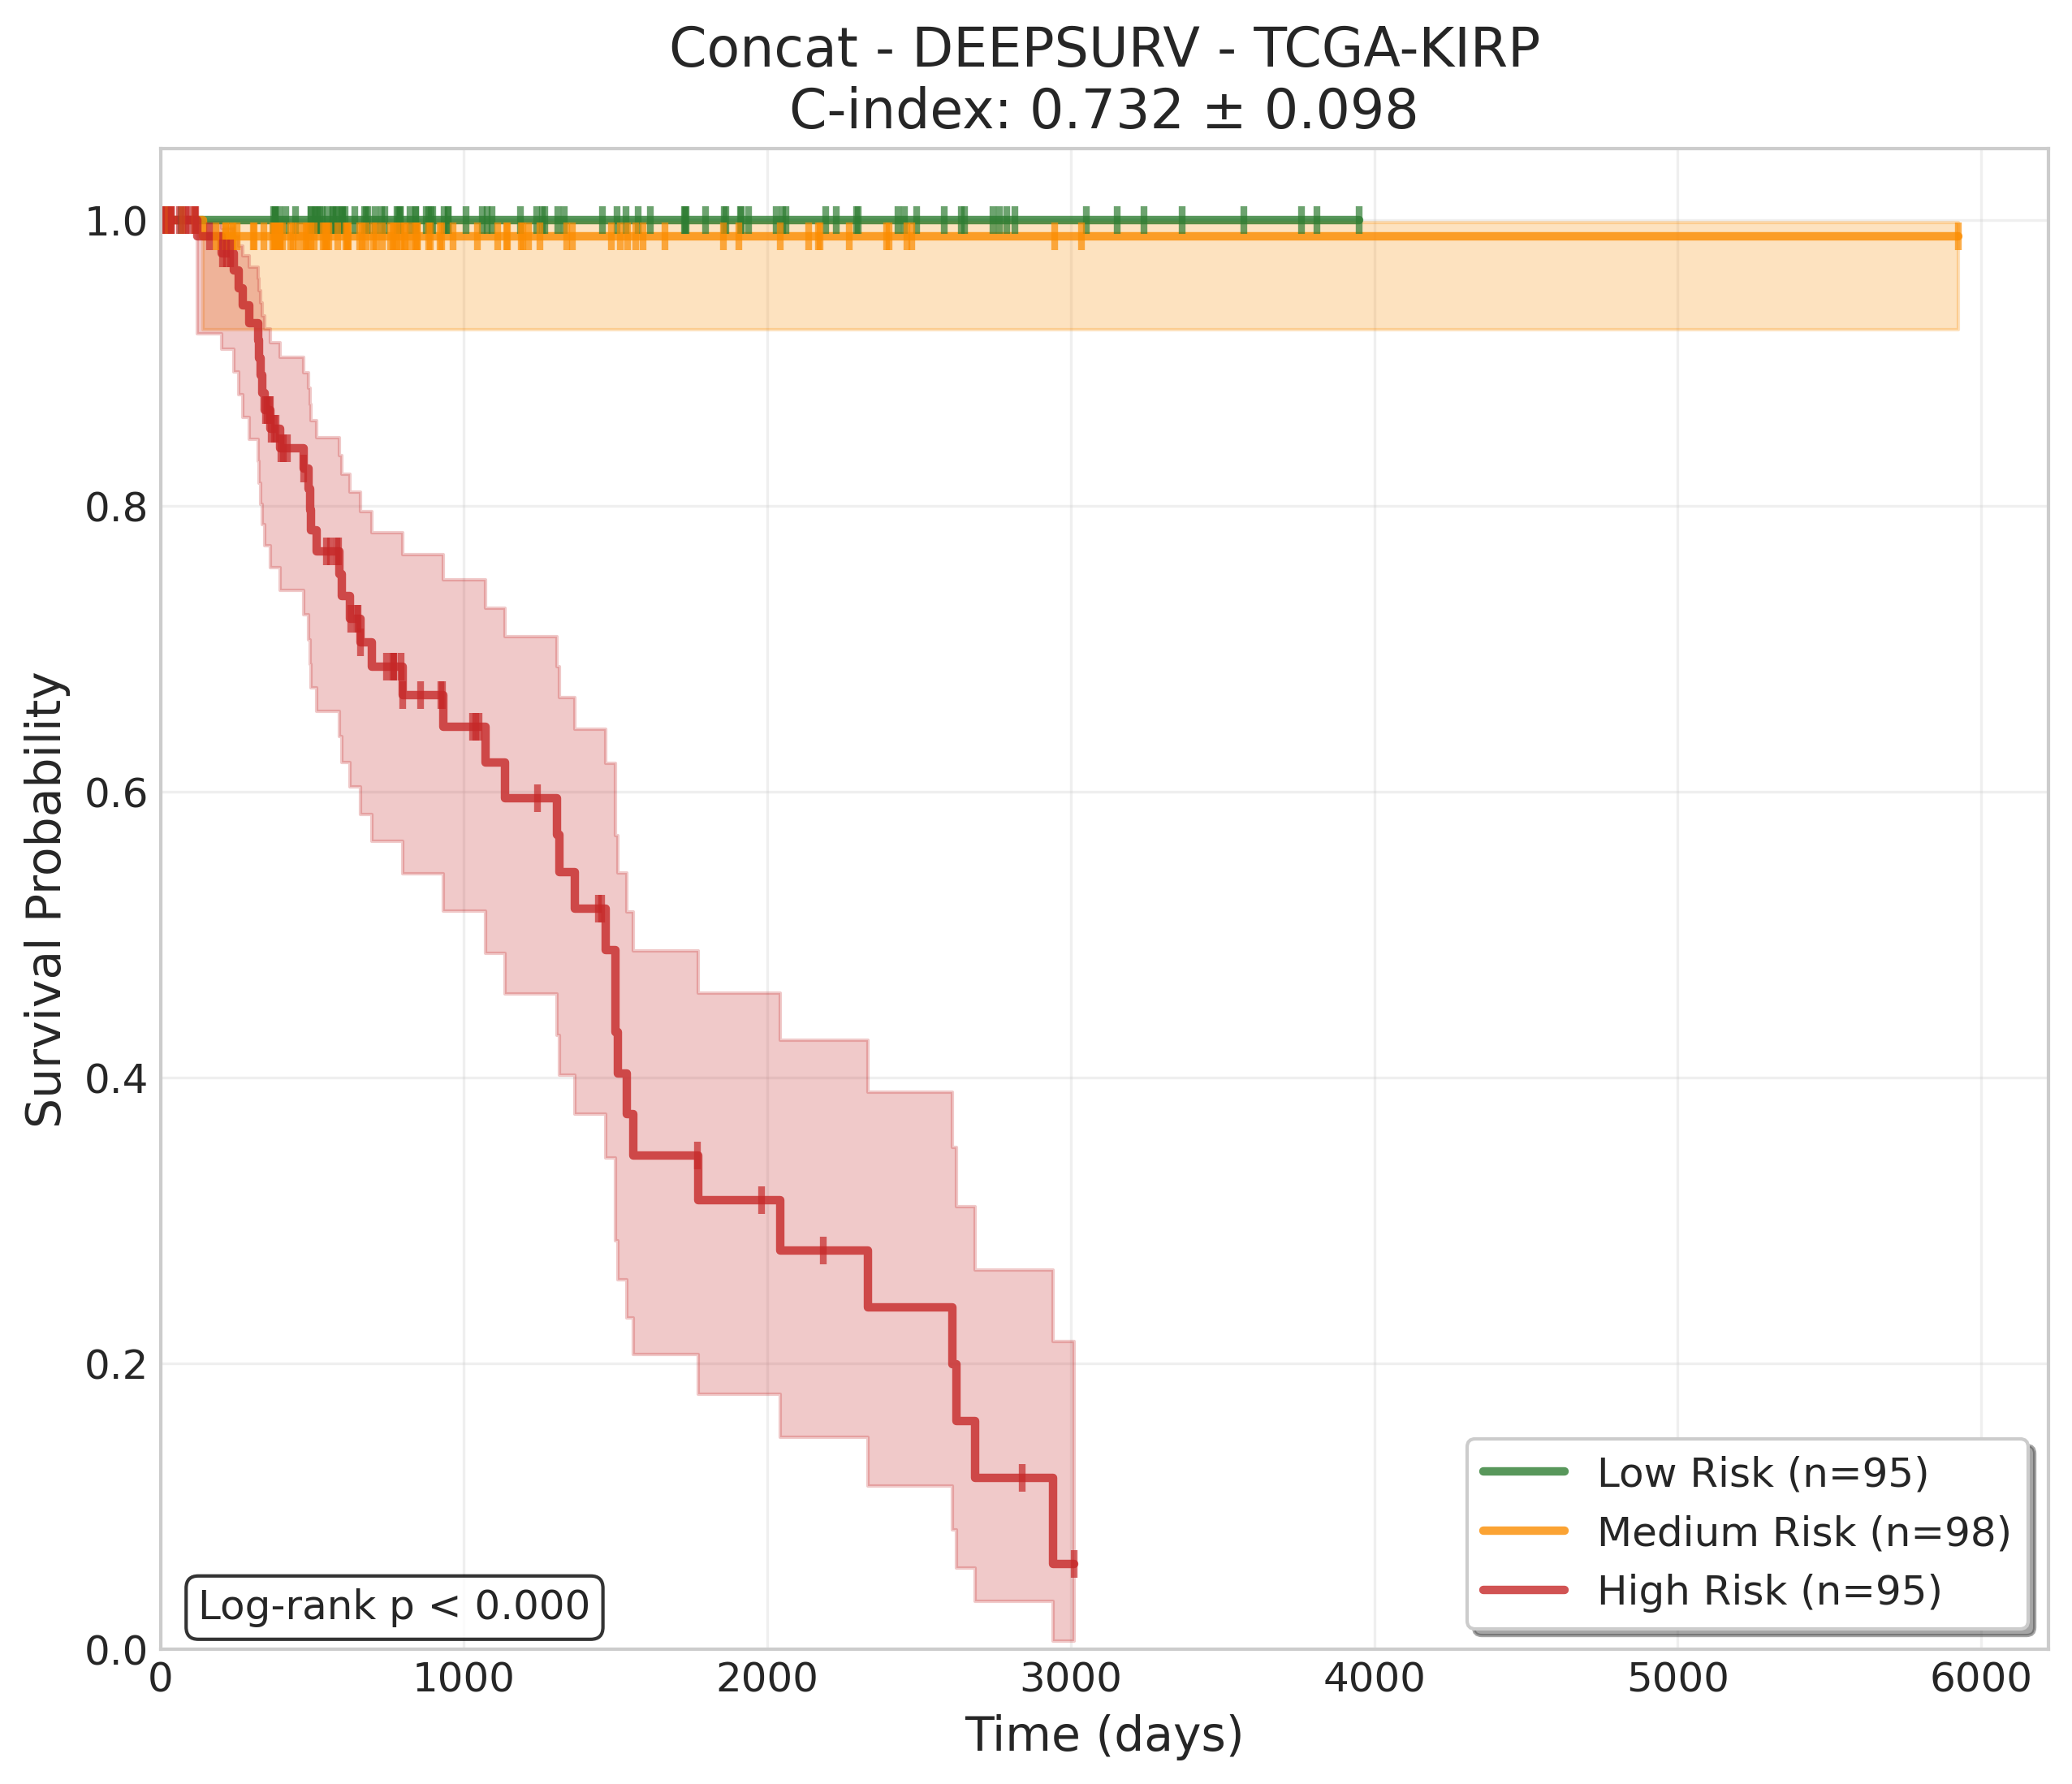 Concat - DEEPSURV - TCGA-KIRP
C-index: 0.732 ± 0.098
Survival Probability
1.0
0.8
0.6
0.4
0.2
0.0
Log-rank p < 0.000
Low Risk (n=95)
Medium Risk (n=98)
High Risk (n=95)
0 1000 2000 3000 4000 5000 6000
Time (days)